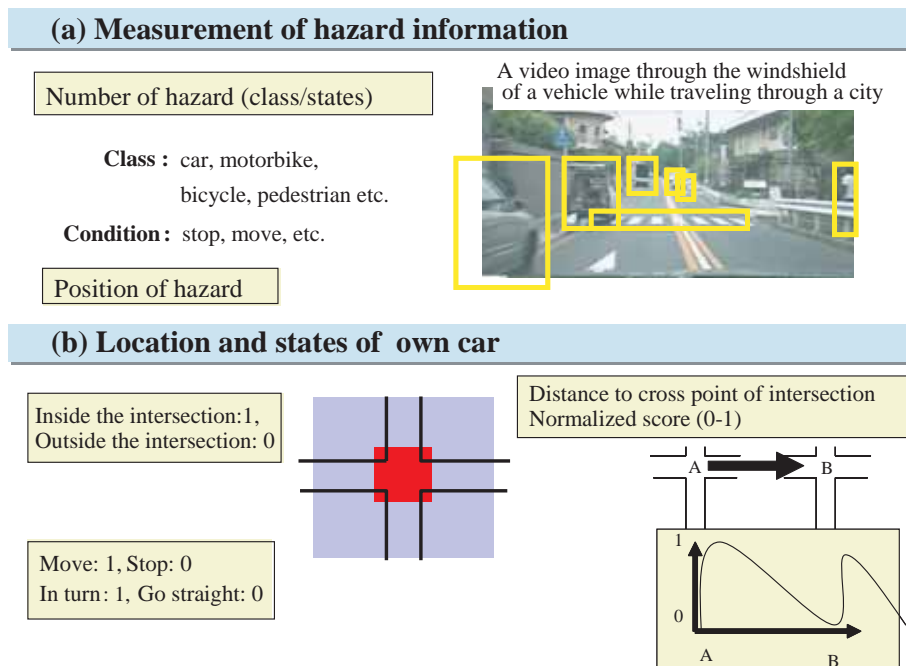 (a) Measurement of hazard information
Number of hazard (class/states)
Class : car, motorbike,
bicycle, pedestrian etc.
Condition : stop, move, etc.
Position of hazard
A video image through the windshield
of a vehicle while traveling through a city
(b) Location and states of own car
Inside the intersection:1,
Outside the intersection: 0
Move: 1, Stop: 0
In turn : 1, Go straight: 0
Distance to cross point of intersection
Normalized score (0-1)
A B
1
0
A B